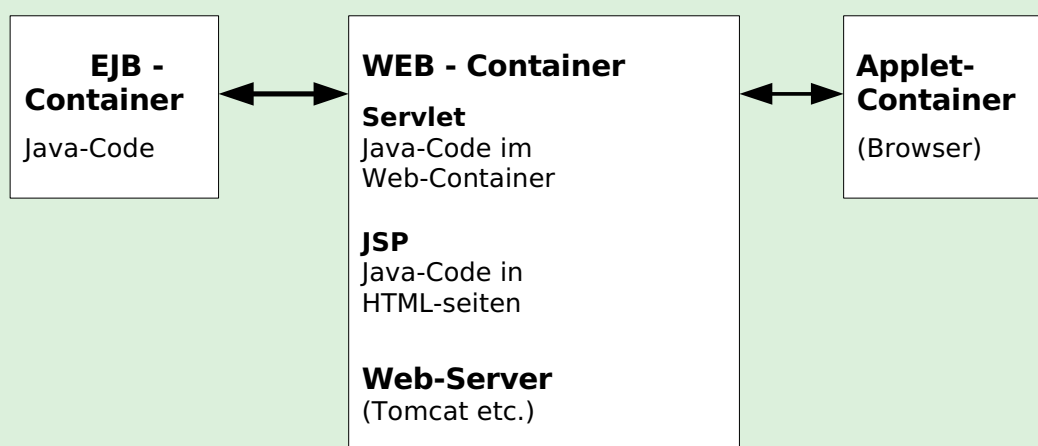 EJB -
Container
Java-Code
WEB - Container
Servlet
Java-Code im
Web-Container
JSP
Java-Code in
HTML-seiten
Web-Server
(Tomcat etc.)
Applet-
Container
(Browser)